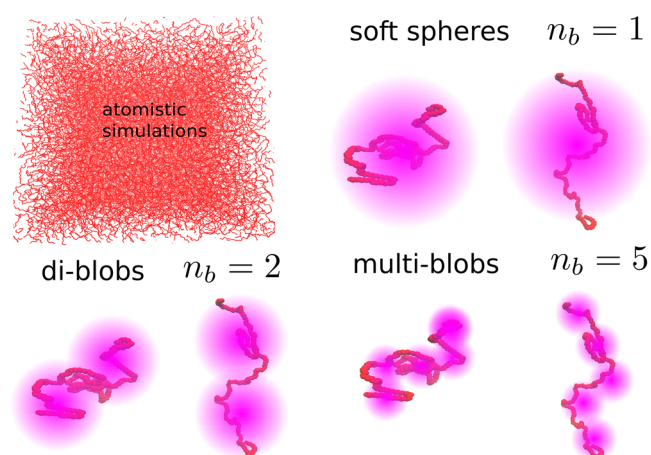 soft spheres n_b = 1
atomistic
simulations
di-blobs n_b = 2
multi-blobs n_b = 5